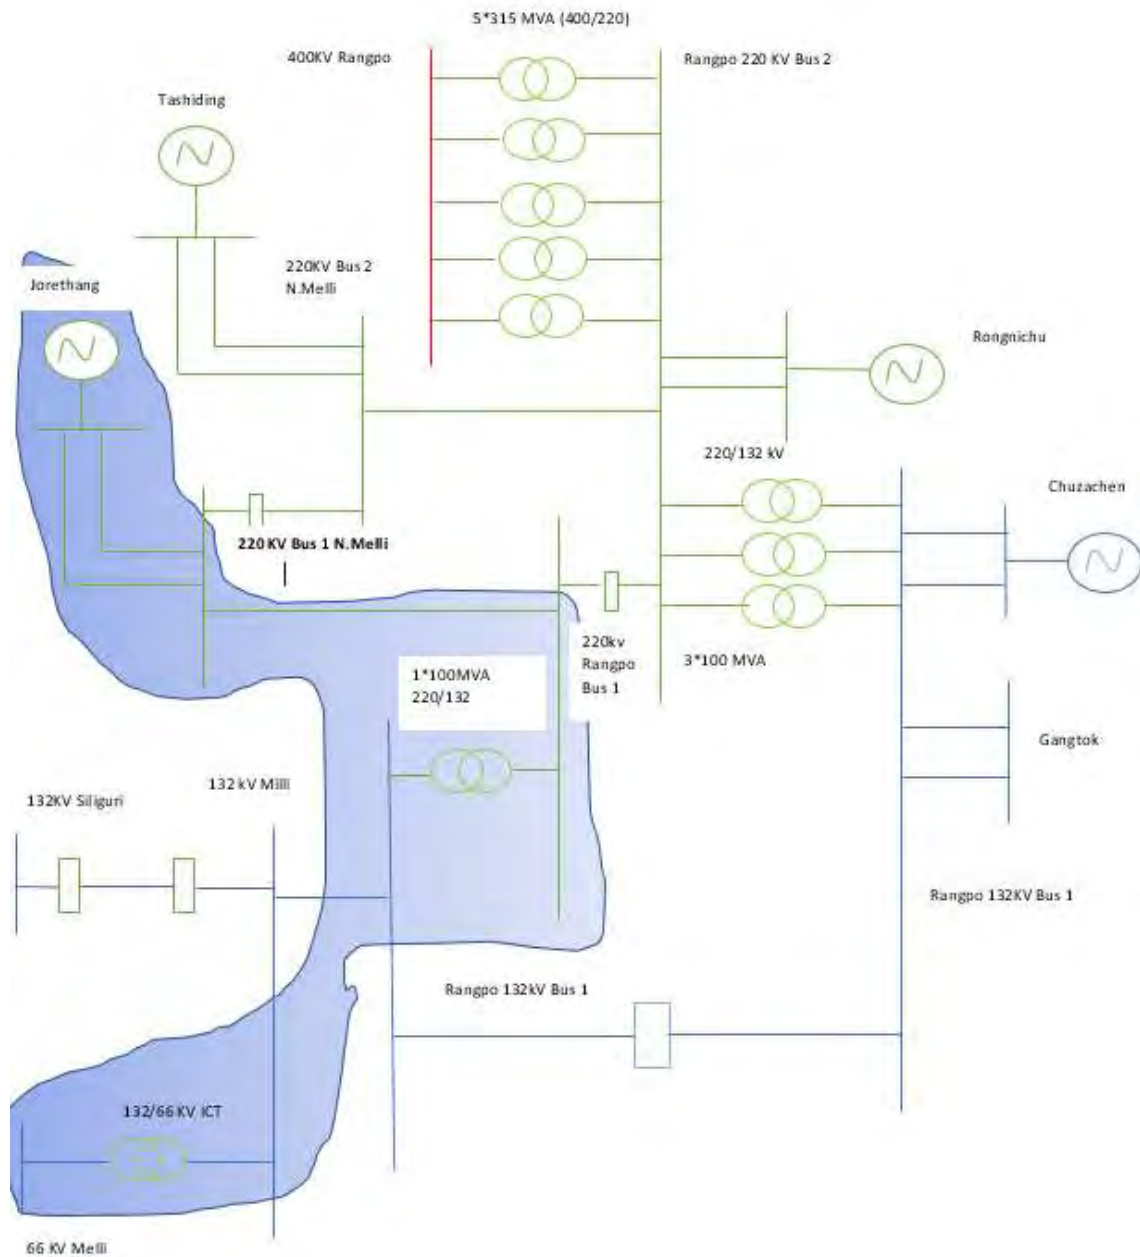 5*315 MVA (400/220)
400KV Rangpo
Rangpo 220 KV Bus 2
Tashiding
220KV Bus 2
N.Melli
Jorethang
Rongnichu
220/132 kV
Chuzachen
220 KV Bus 1 N.Melli
220kv
Rangpo
Bus 1
3*100 MVA
1*100MVA
220/132
Gangtok
132 kV Milli
132KV Siliguri
Rangpo 132KV Bus 1
Rangpo 132kV Bus 1
132/66 KV ICT
66 KV Melli